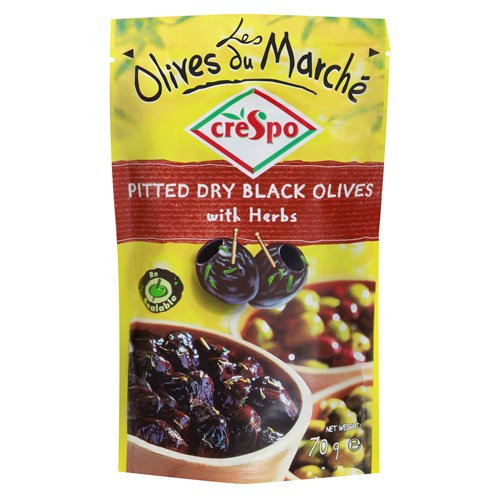 Les
Olives du Marché
creSpo
PITTED DRY BLACK OLIVES
with Herbs
Re
Sealable
NET WEIGHT
70g e